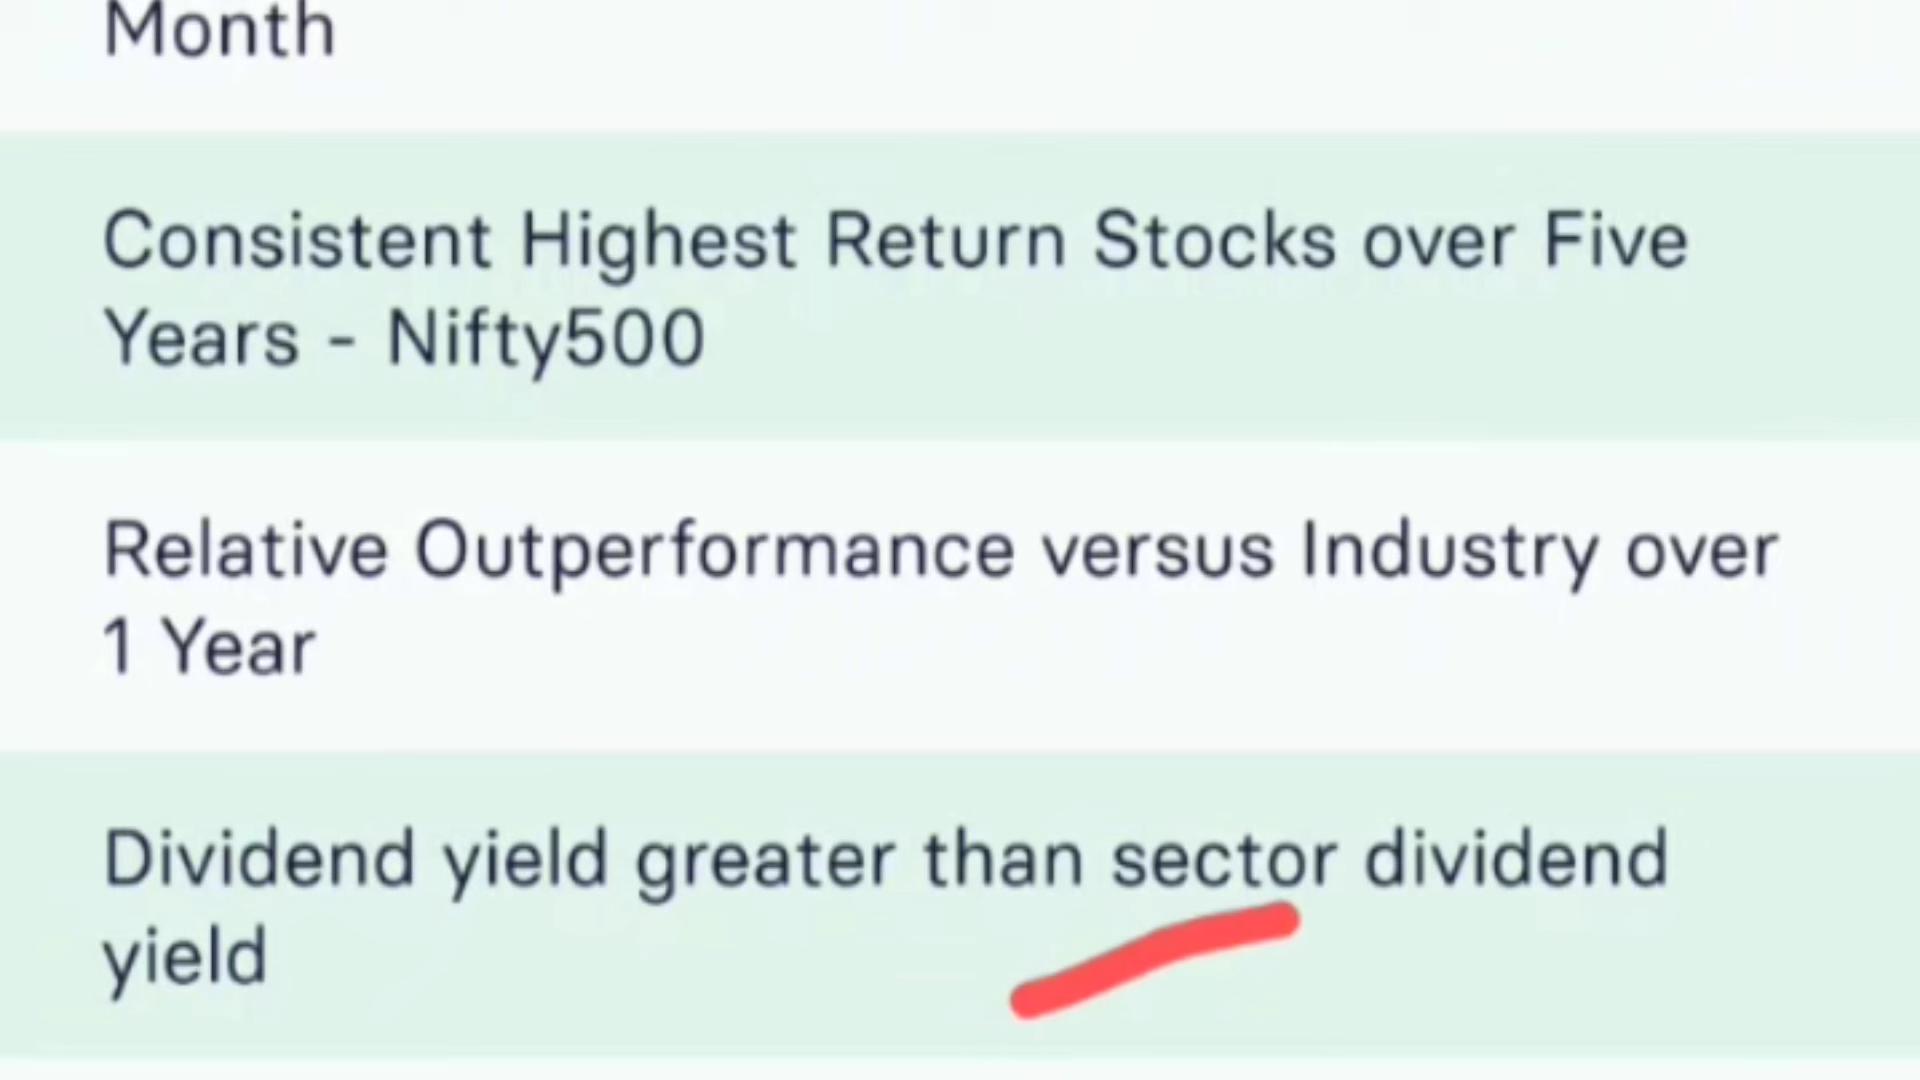 Month
Consistent Highest Return Stocks over Five
Years - Nifty500
Relative Outperformance versus Industry over
1 Year
Dividend yield greater than sector dividend
yield